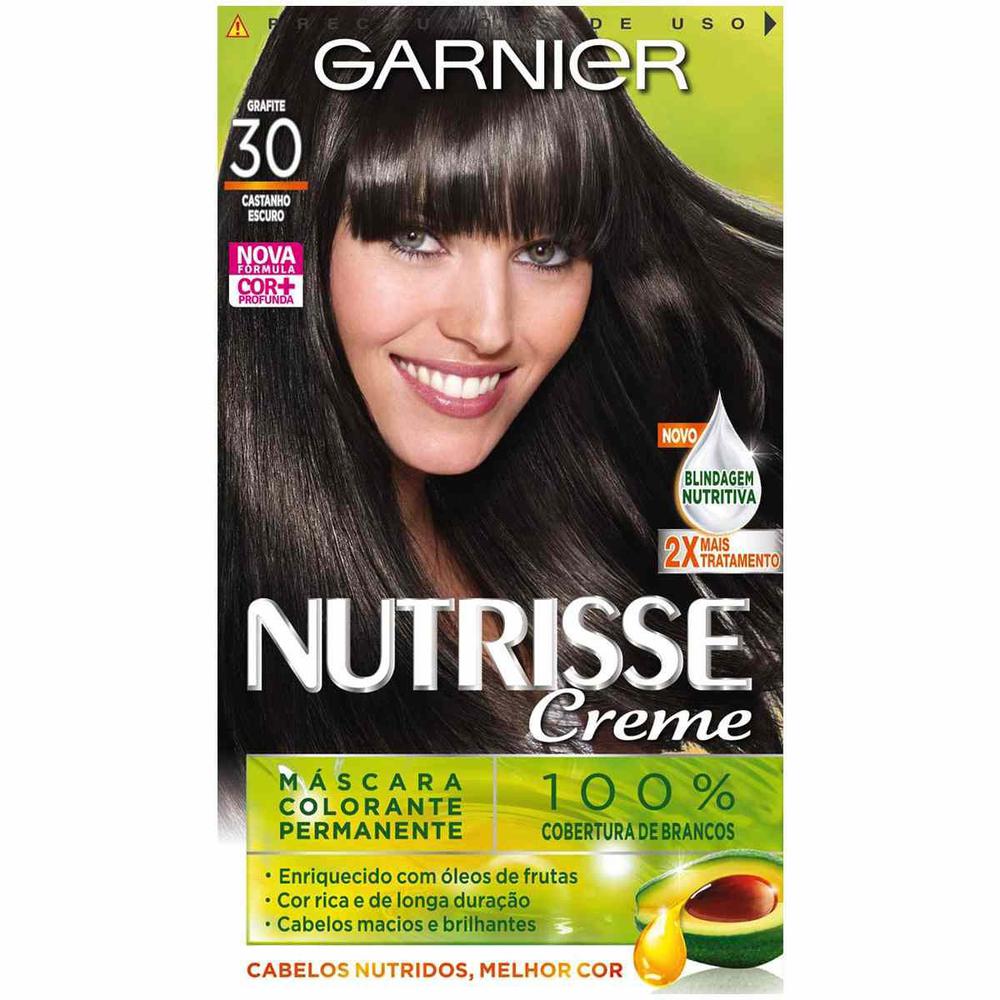 DE USO
GARNIER
GRAFITE
30
CASTANHO
ESCURO
NOVA
FÓRMULA
COR+
PROFUNDA
NOVO
BLINDAGEM
NUTRITIVA
2X MAIS
TRATAMENTO
NUTRISSE
Creme
MÁSCARA
COLORANTE
PERMANENTE
100%
COBERTURA DE BRANCOS
• Enriquecido com óleos de frutas
• Cor rica e de longa duração
• Cabelos macios e brilhantes
CABELOS NUTRIDOS, MELHOR COR